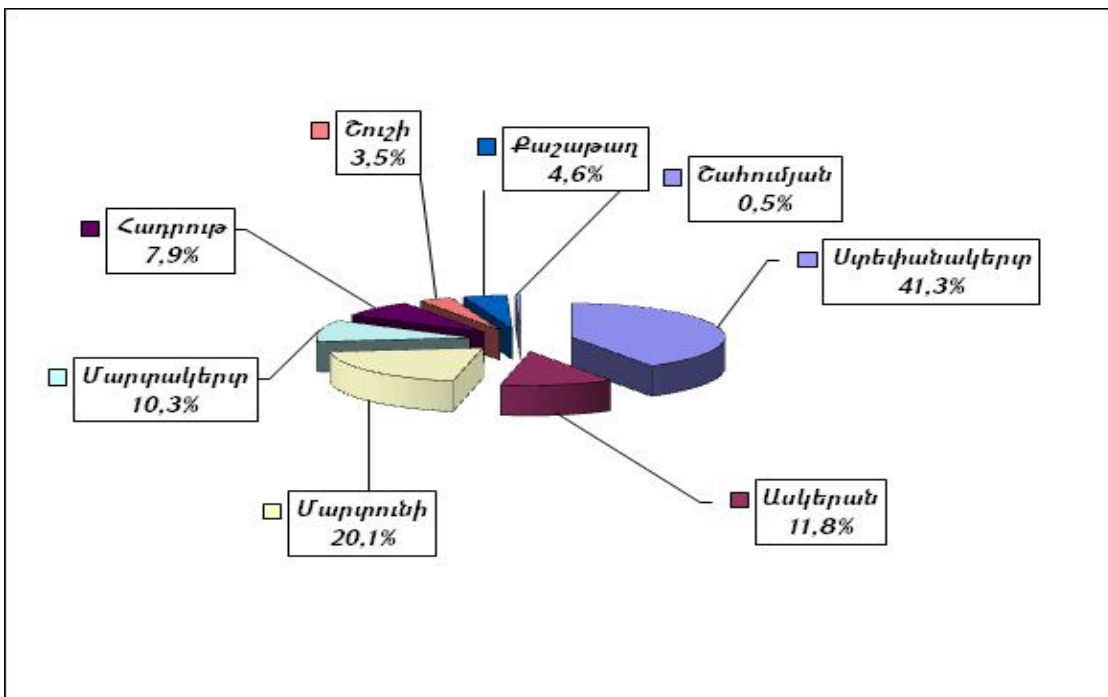 Շուշի
3,5%
Քաշաթաղ
4,6%
Շահումյան
0,5%
Հադրութ
7,9%
Ստեփանակերտ
41,3%
Մարտակերտ
10,3%
Մարտունի
20,1%
Ասկերան
11,8%